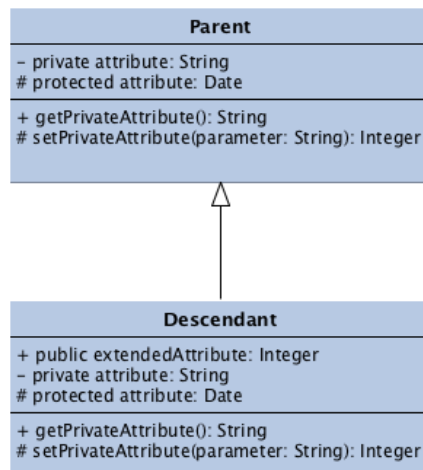 Parent
– private attribute: String
# protected attribute: Date
+ getPrivateAttribute(): String
# setPrivateAttribute(parameter: String): Integer
Descendant
+ public extendedAttribute: Integer
– private attribute: String
# protected attribute: Date
+ getPrivateAttribute(): String
# setPrivateAttribute(parameter: String): Integer